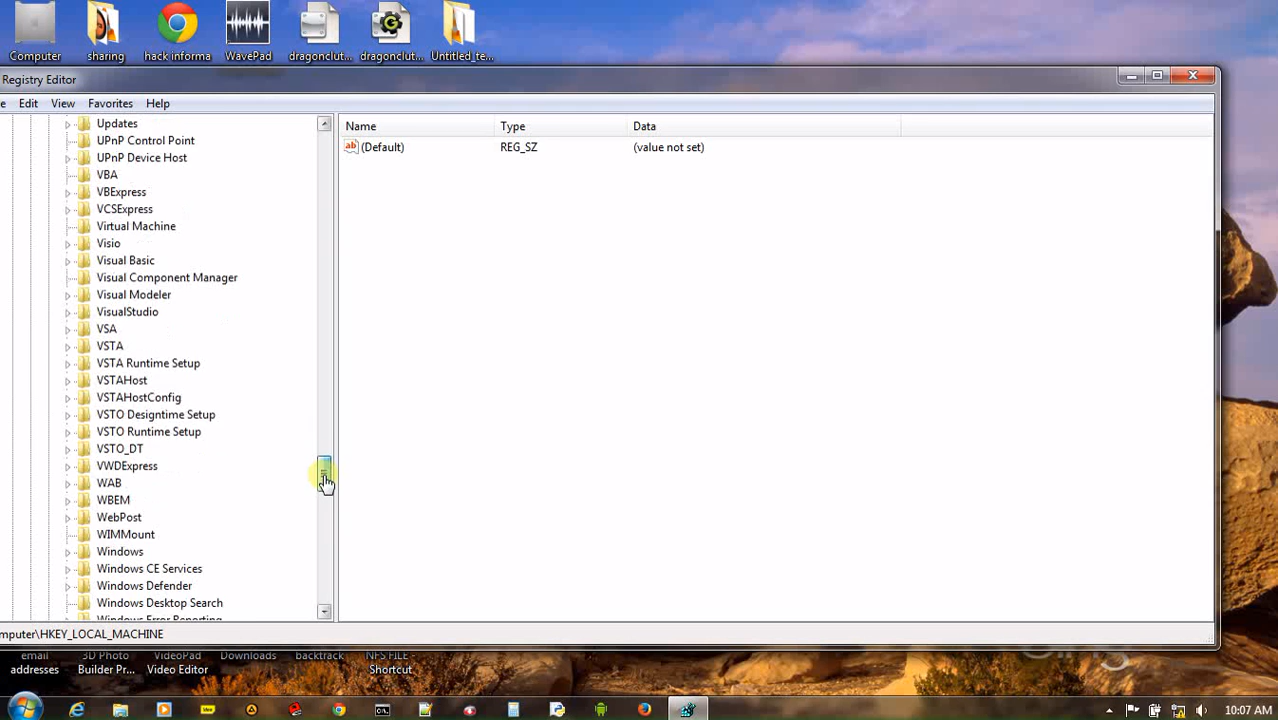 Computer
sharing
hack informa
WavePad
dragonclut...
dragonclut...
Untitled_te...
Registry Editor
e Edit View Favorites Help
Name Type Data
(Default) REG_SZ (value not set)
Updates
UPnP Control Point
UPnP Device Host
VBA
VBExpress
VCSExpress
Virtual Machine
Visio
Visual Basic
Visual Component Manager
Visual Modeler
VisualStudio
VSA
VSTA
VSTA Runtime Setup
VSTAHost
VSTAHostConfig
VSTO Designtime Setup
VSTO Runtime Setup
VSTO_DT
VWDExpress
WAB
WBEM
WebPost
WIMMount
Windows
Windows CE Services
Windows Defender
Windows Desktop Search
Windows Error Reporting
mputer\HKEY_LOCAL_MACHINE
email
addresses
3D Photo
Builder Pr...
VideoPad
Video Editor
Downloads
backtrack
NFS FILE -
Shortcut
10:07 AM